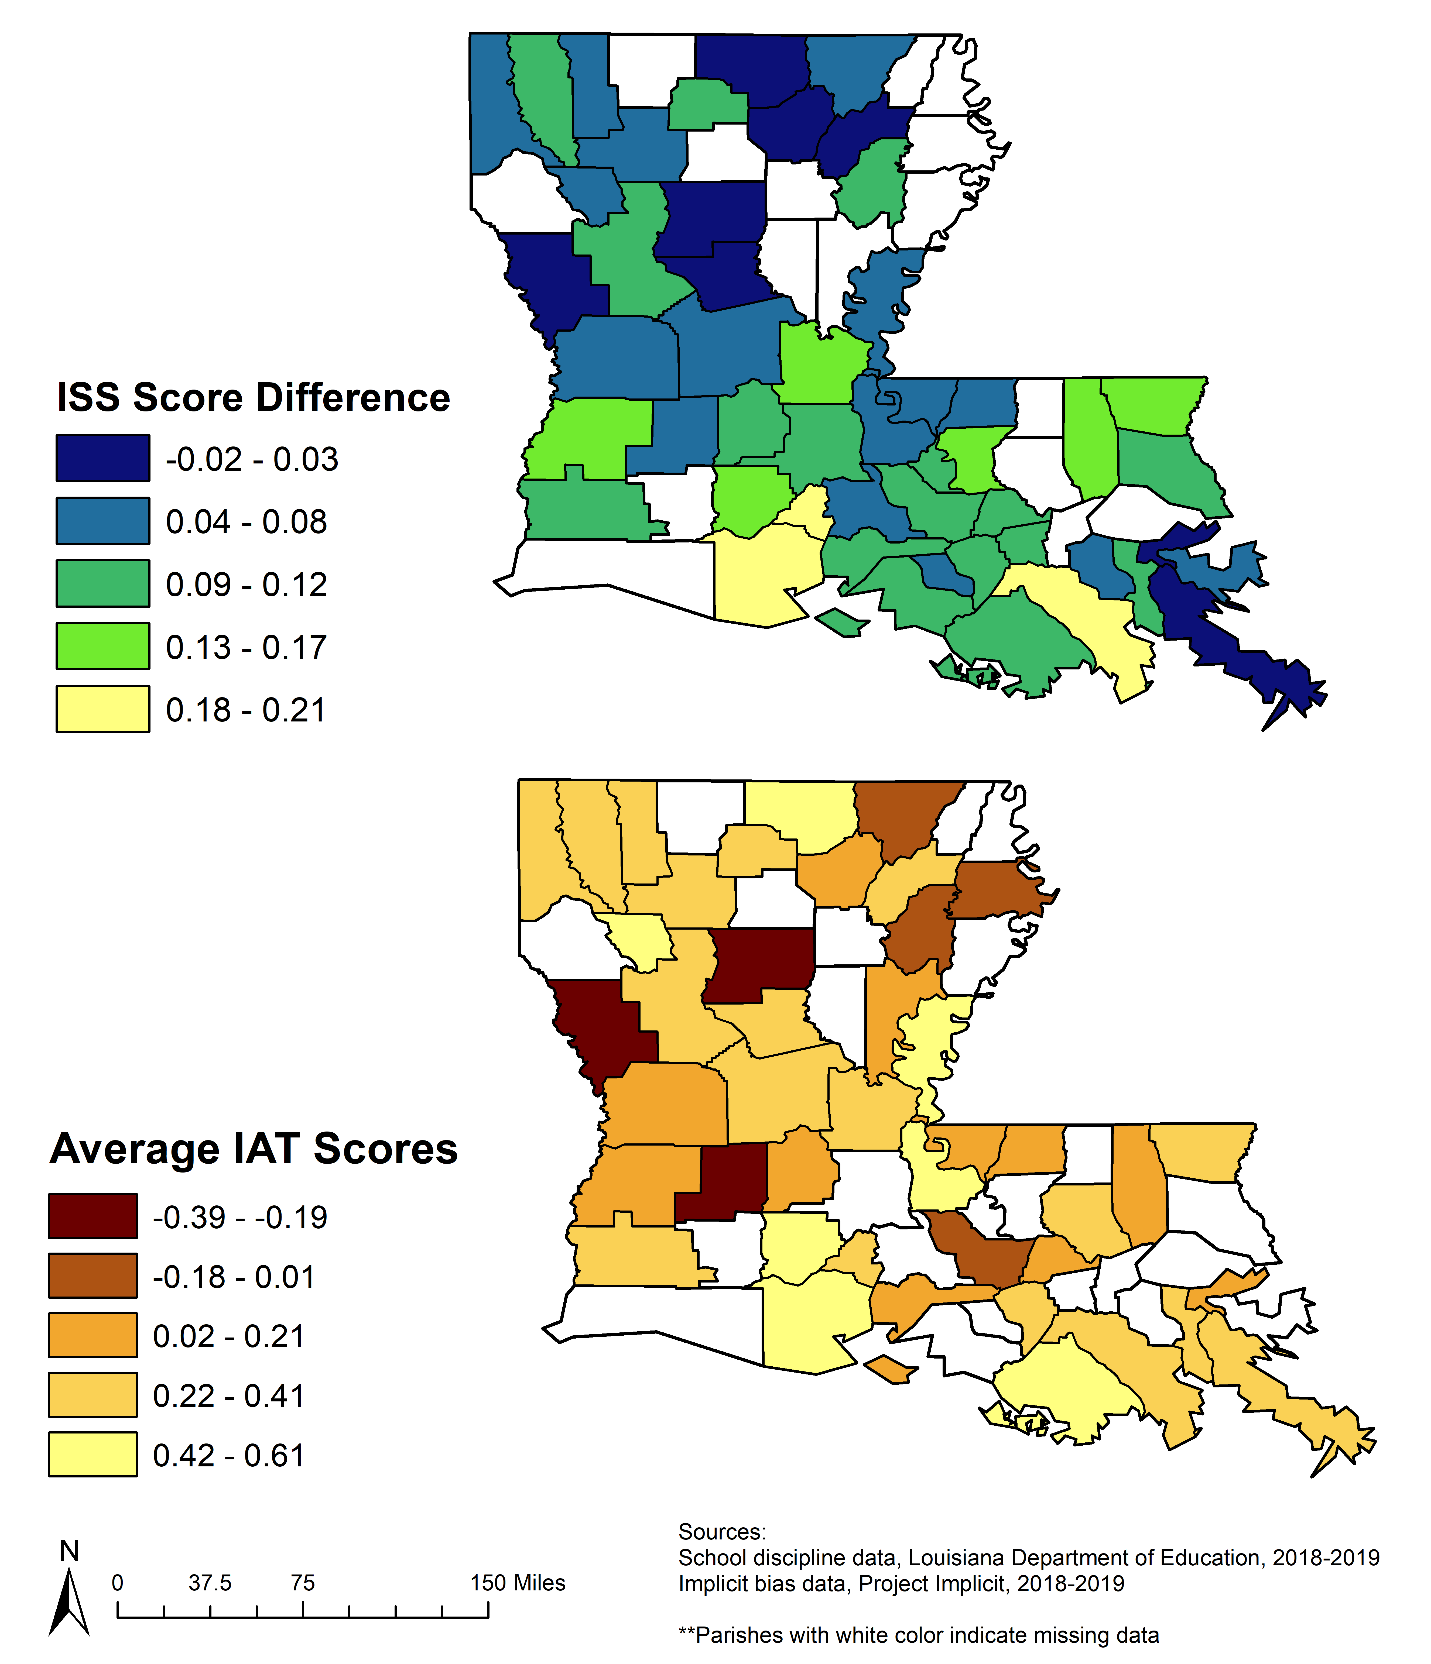 ISS Score Difference
-0.02 - 0.03
0.04 - 0.08
0.09 - 0.12
0.13 - 0.17
0.18 - 0.21
Average IAT Scores
-0.39 - -0.19
-0.18 - 0.01
0.02 - 0.21
0.22 - 0.41
0.42 - 0.61
N
0 37.5 75 150 Miles
Sources:
School discipline data, Louisiana Department of Education, 2018-2019
Implicit bias data, Project Implicit, 2018-2019
**Parishes with white color indicate missing data